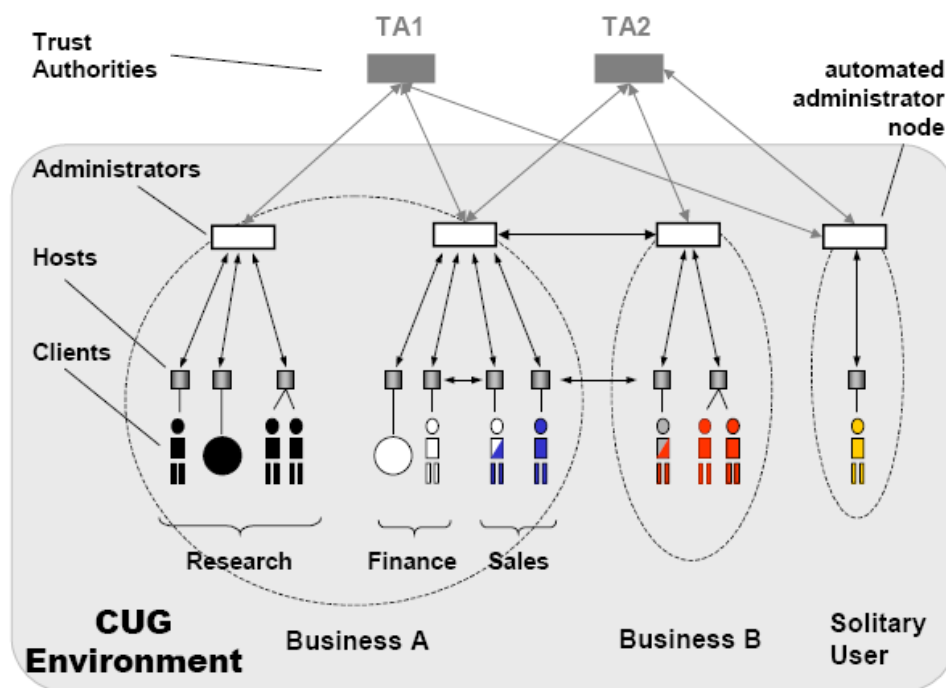 TA1
TA2
Trust
Authorities
automated
administrator
node
Administrators
Hosts
Clients
Research
Finance
Sales
CUG
Environment
Business A
Business B
Solitary
User